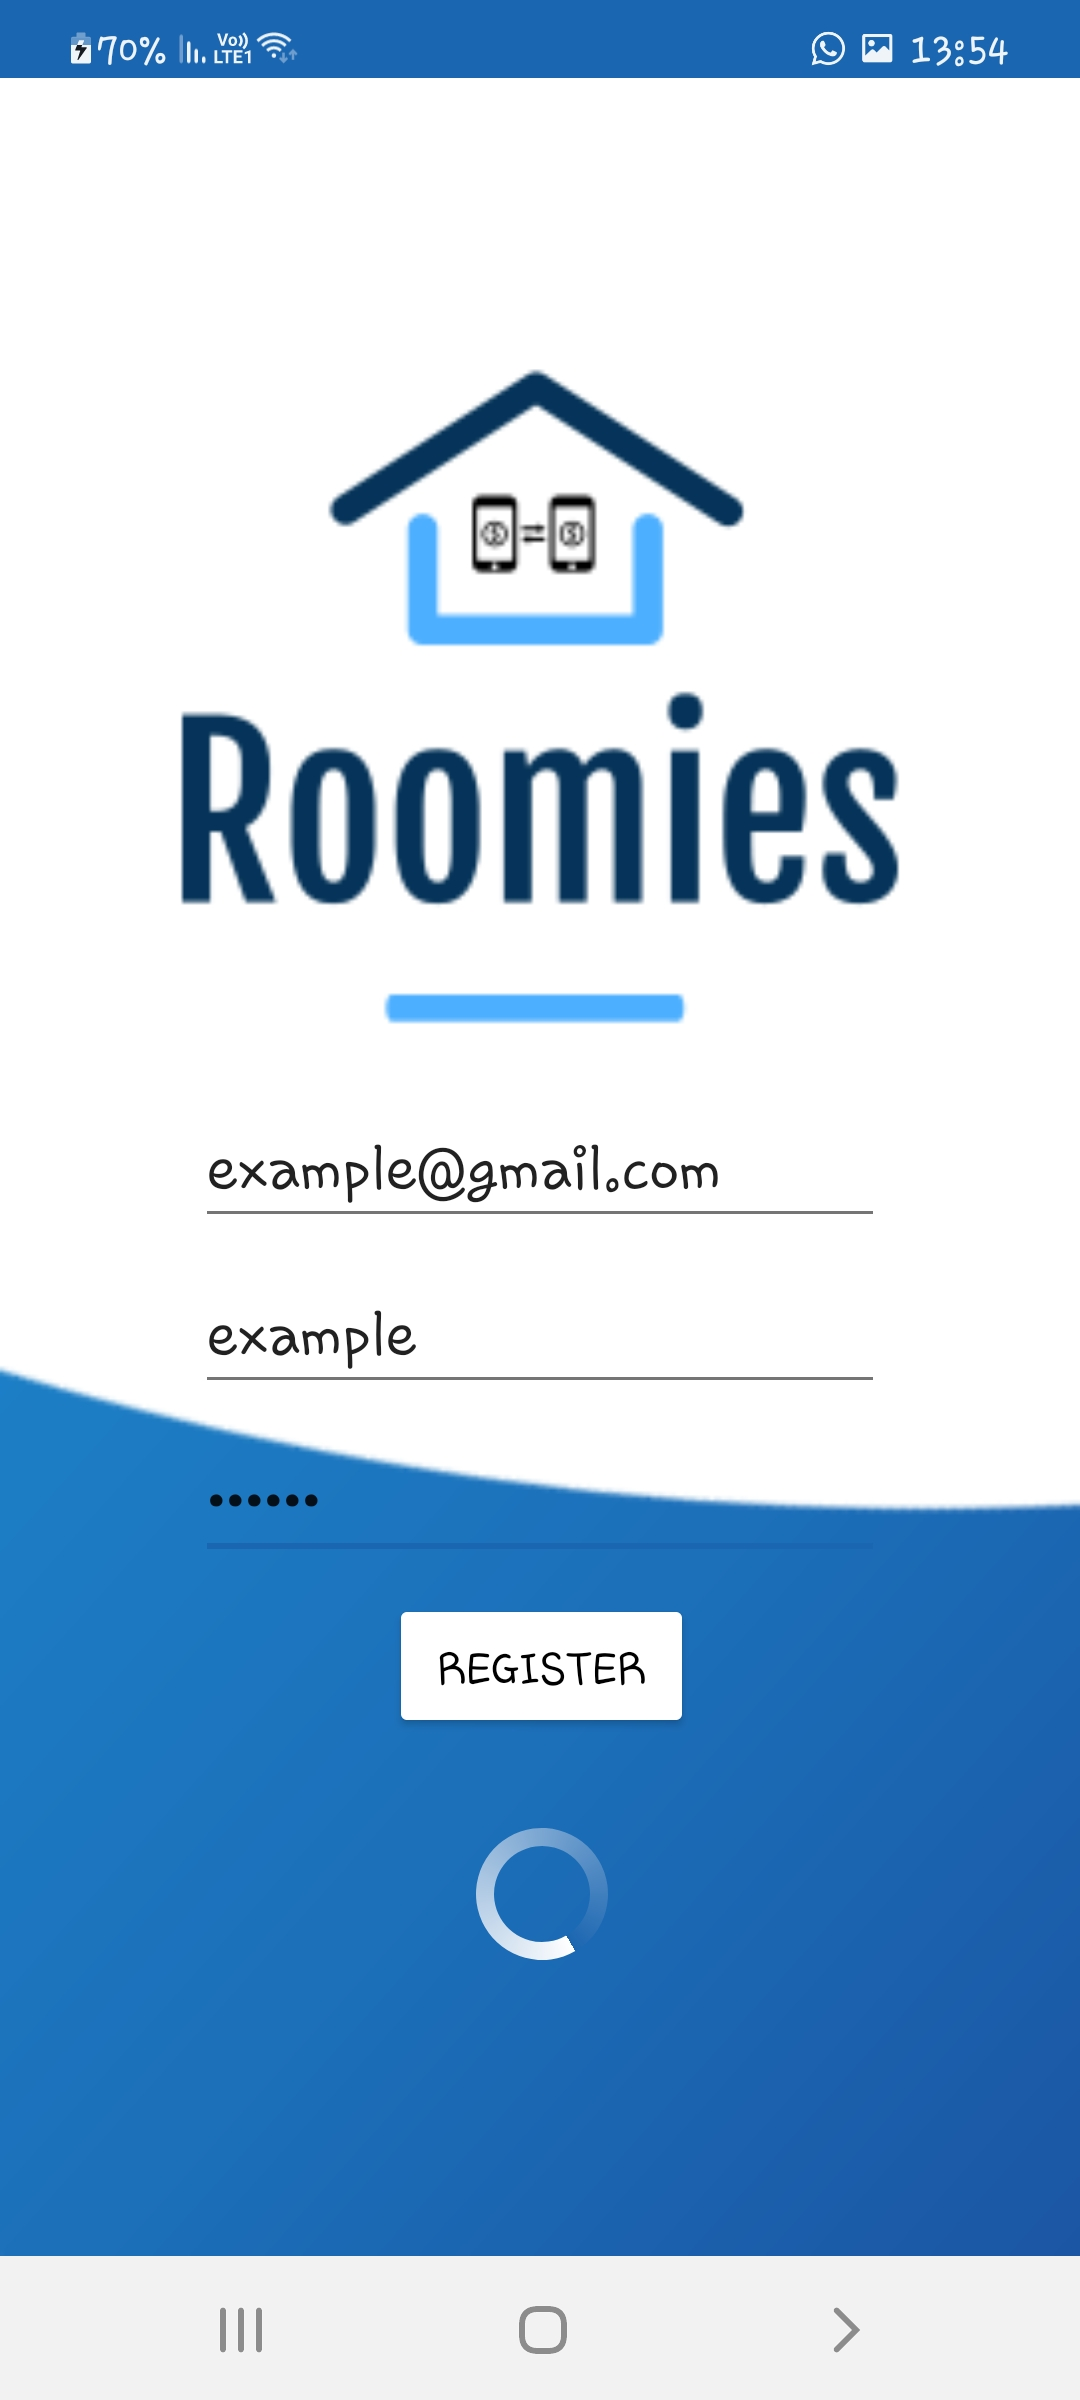 70% Vo)) LTE1 13:54
Roomies
example@gmail.com
example
••••••
REGISTER